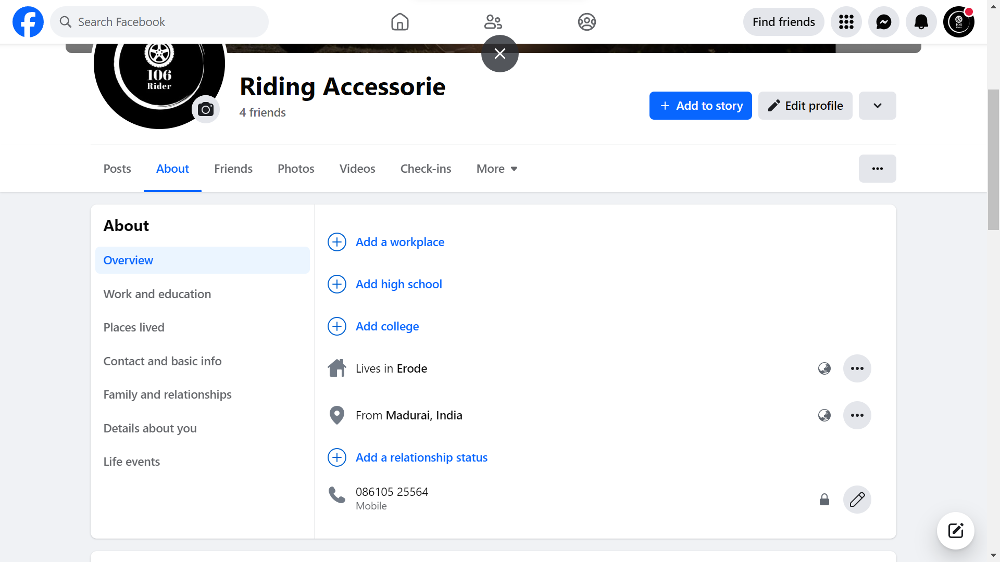 Search Facebook
Find friends
106
Rider
106
Rider
Riding Accessorie
4 friends
Add to story
Edit profile
Posts
About
Friends
Photos
Videos
Check-ins
More
About
Overview
Work and education
Places lived
Contact and basic info
Family and relationships
Details about you
Life events
Add a workplace
Add high school
Add college
Lives in Erode
From Madurai, India
Add a relationship status
086105 25564
Mobile